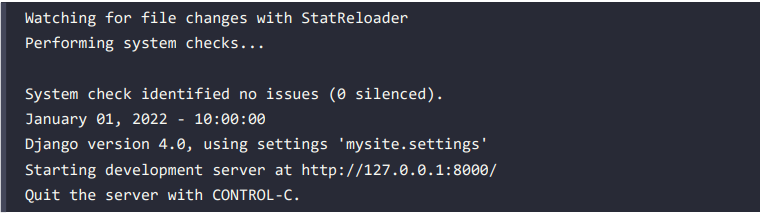 Watching for file changes with StatReloader
Performing system checks...
System check identified no issues (0 silenced).
January 01, 2022 - 10:00:00
Django version 4.0, using settings 'mysite.settings'
Starting development server at http://127.0.0.1:8000/
Quit the server with CONTROL-C.